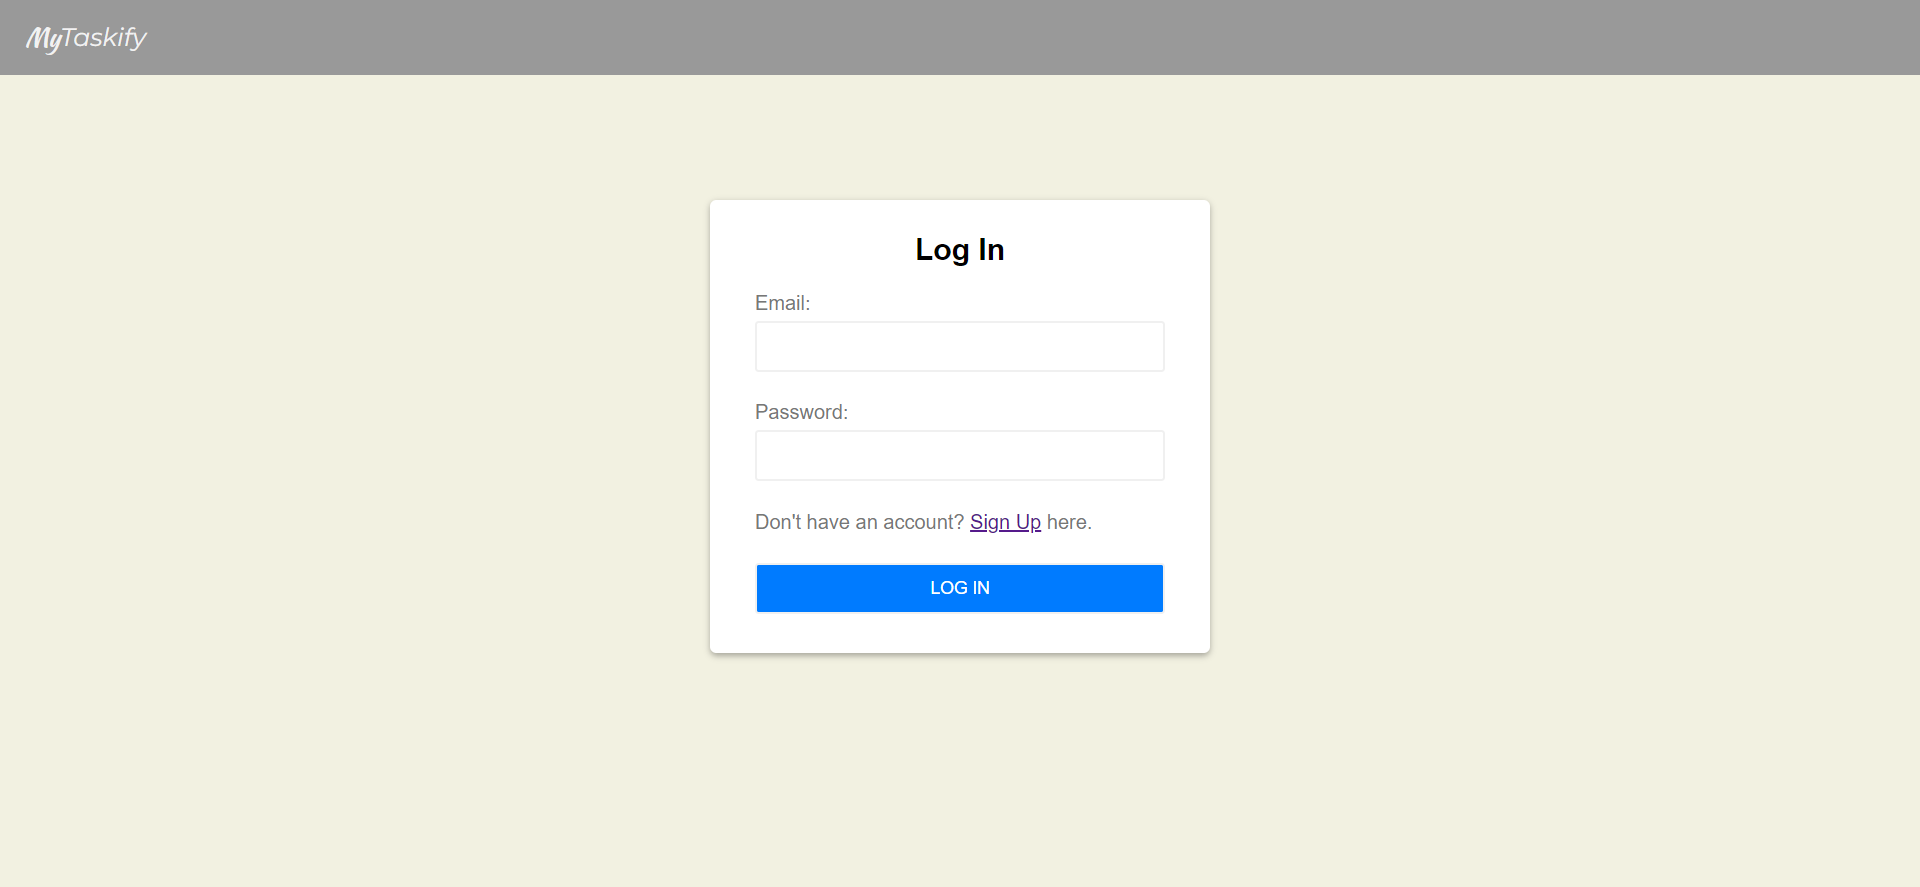 MyTaskify
Log In
Email:
Password:
Don't have an account? Sign Up here.
LOG IN